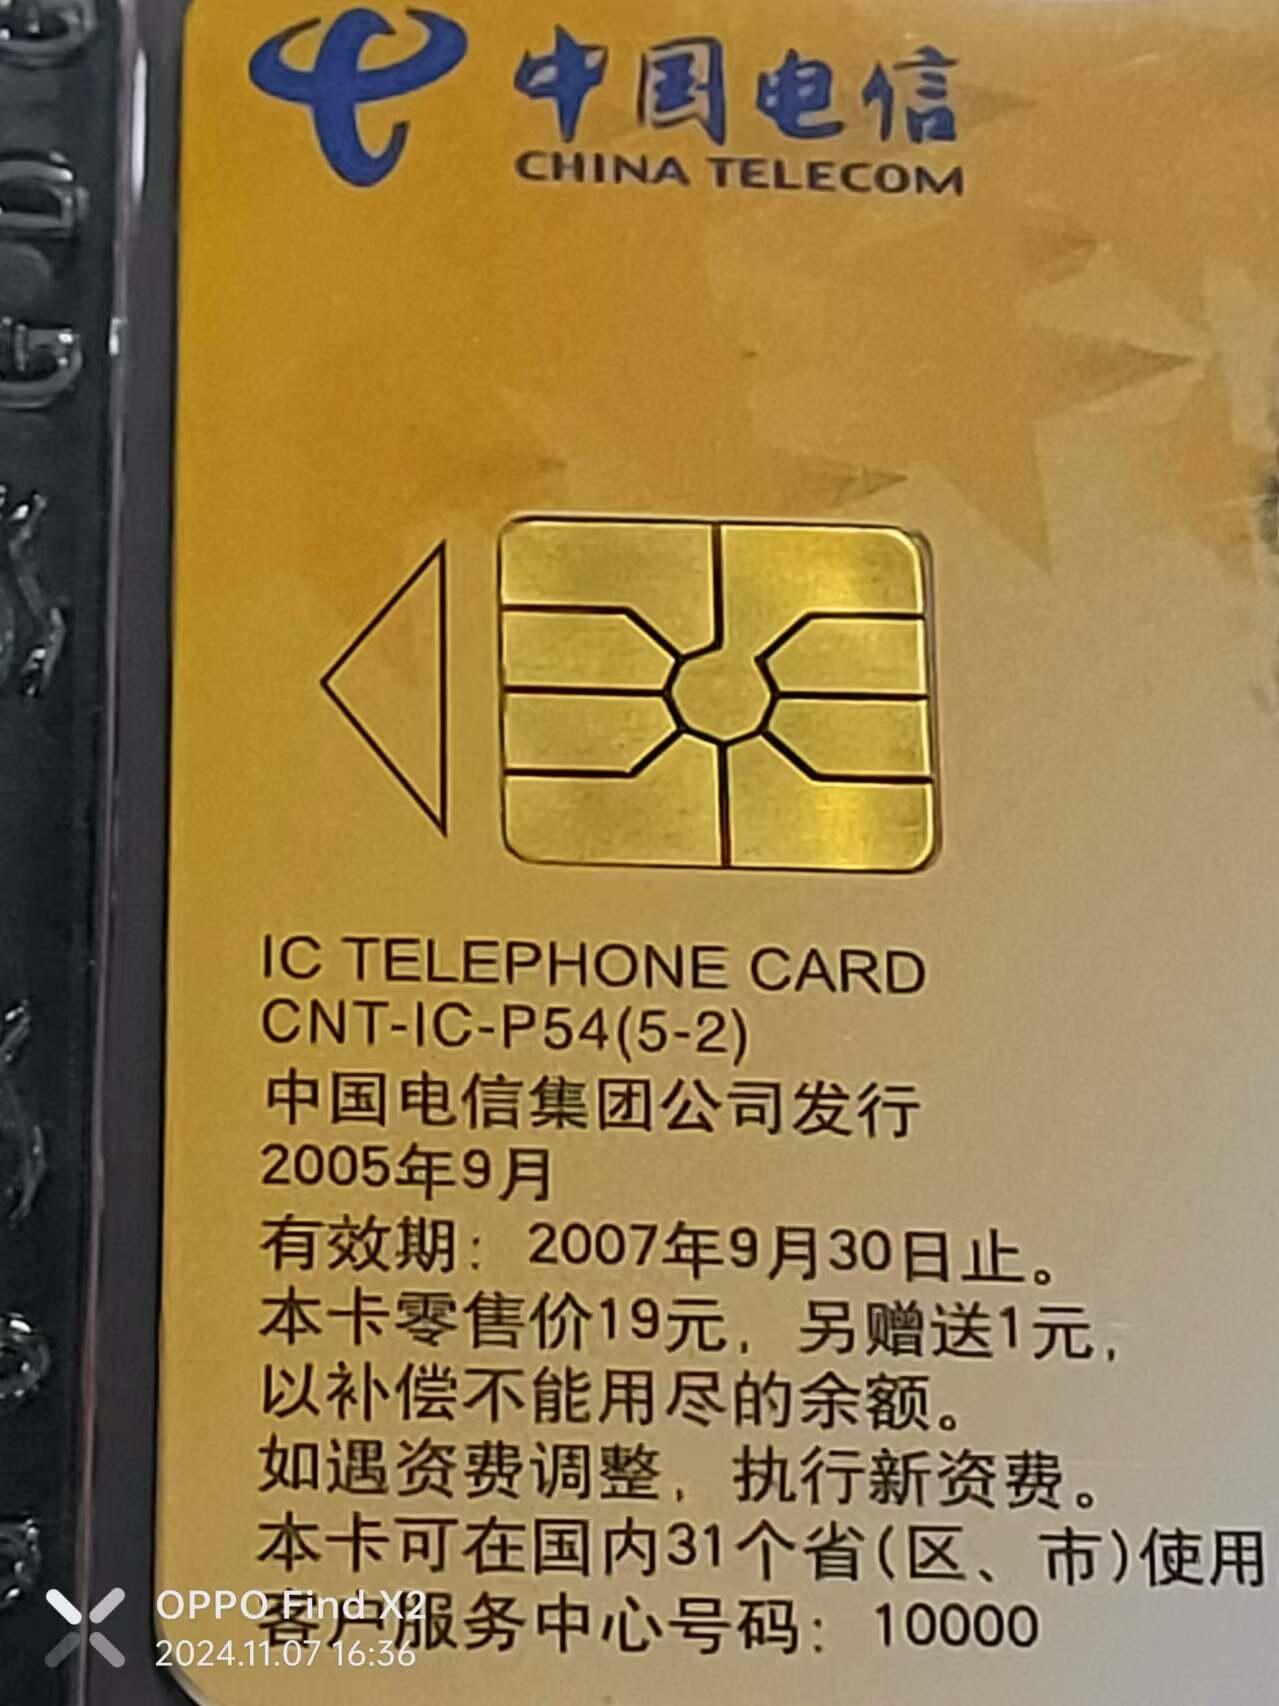 中国电信
CHINA TELECOM
IC TELEPHONE CARD
CNT-IC-P54(5-2)
中国电信集团公司发行
2005年9月
有效期：2007年9月30日止。
本卡零售价19元，另赠送1元，
以补偿不能用尽的余额。
如遇资费调整，执行新资费。
本卡可在国内31个省(区、市)使用
客户服务中心号码：10000
OPPO Find X2
2024.11.07 16:36